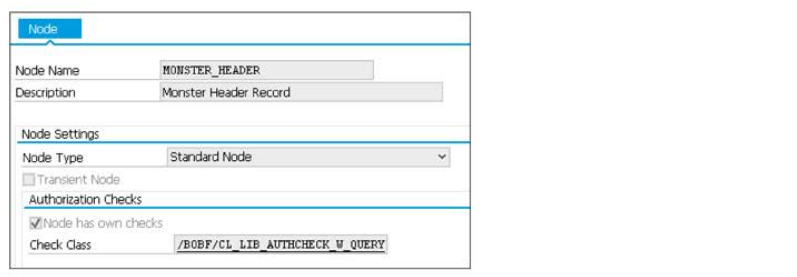 Node
Node Name MONSTER_HEADER
Description Monster Header Record
Node Settings
Node Type Standard Node
Transient Node
Authorization Checks
Node has own checks
Check Class /BOBF/CL_LIB_AUTHCHECK_W_QUERY